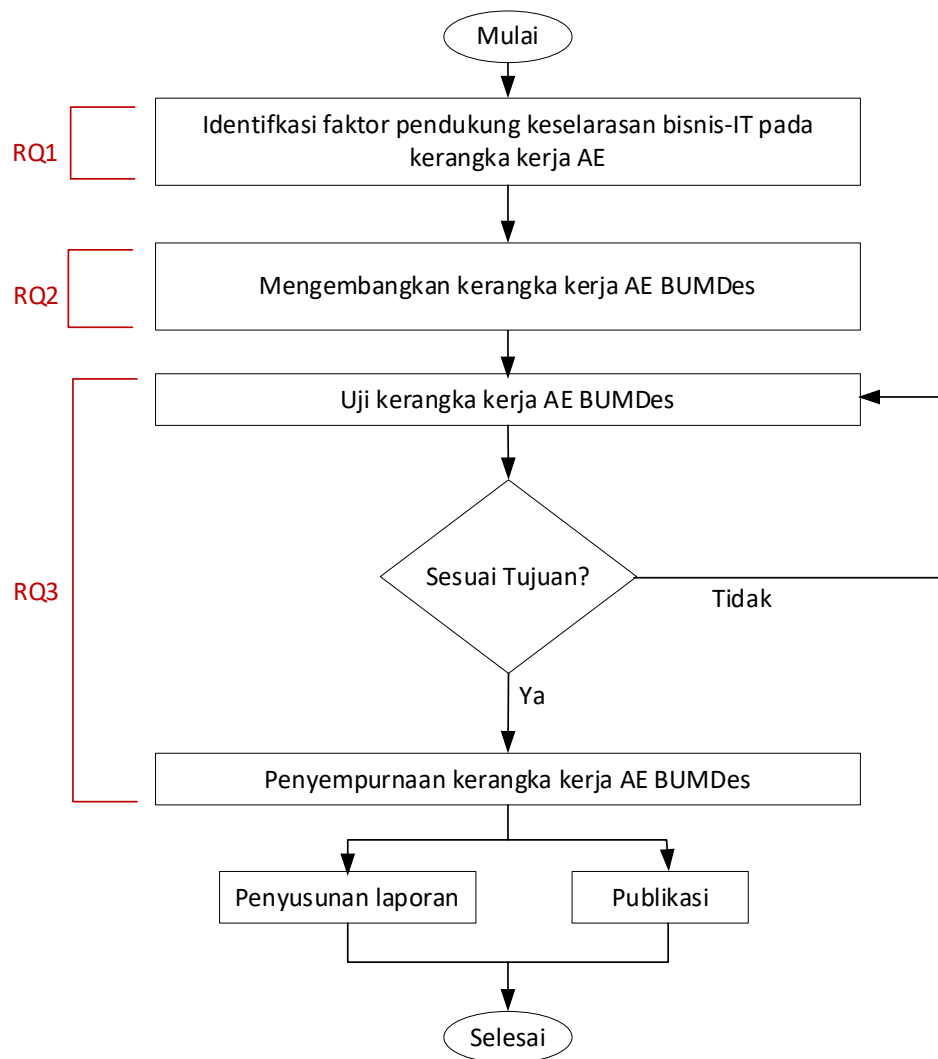 Mulai
RQ1
Identifkasi faktor pendukung keselarasan bisnis-IT pada
kerangka kerja AE
RQ2
Mengembangkan kerangka kerja AE BUMDes
Uji kerangka kerja AE BUMDes
RQ3
Sesuai Tujuan?
Tidak
Ya
Penyempurnaan kerangka kerja AE BUMDes
Penyusunan laporan
Publikasi
Selesai